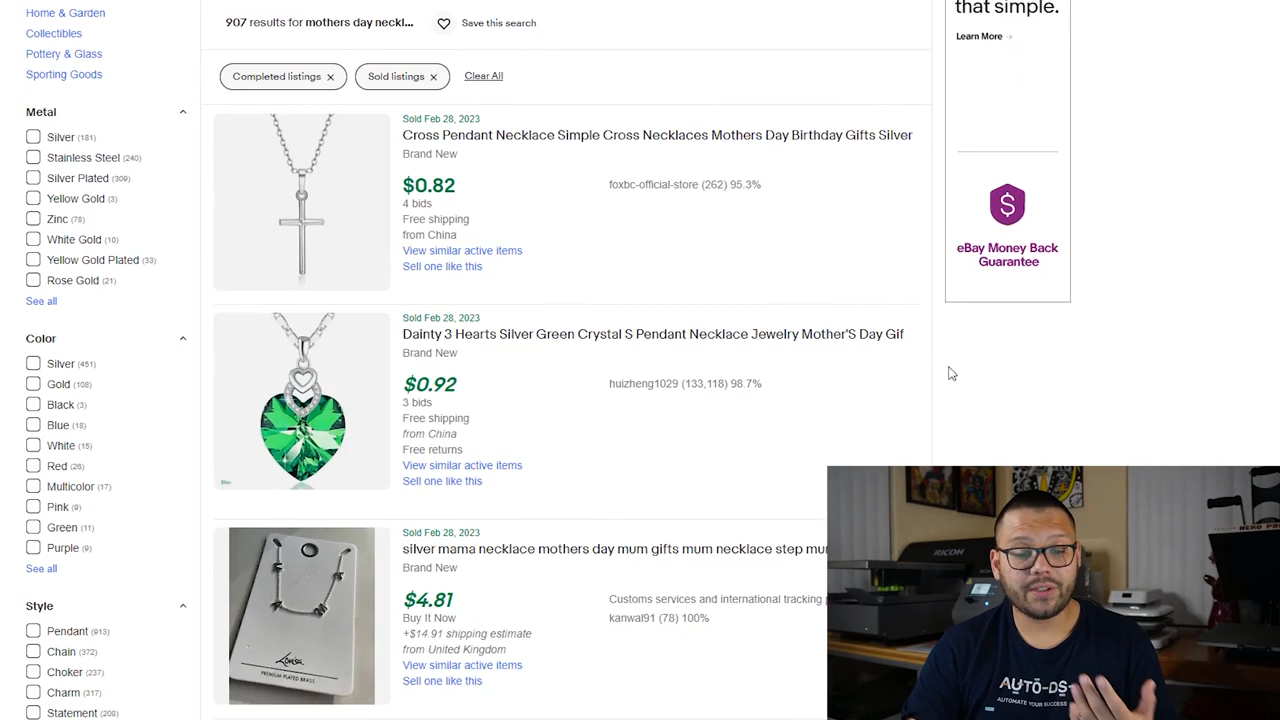 Home & Garden
Collectibles
Pottery & Glass
Sporting Goods
Metal
Silver (181)
Stainless Steel (240)
Silver Plated (309)
Yellow Gold (3)
Zinc (78)
White Gold (10)
Yellow Gold Plated (33)
Rose Gold (21)
See all
Color
Silver (451)
Gold (108)
Black (3)
Blue (18)
White (15)
Red (26)
Multicolor (17)
Pink (9)
Green (11)
Purple (9)
See all
Style
Pendant (913)
Chain (372)
Choker (237)
Charm (317)
Statement (208)
907 results for mothers day neckl...
Save this search
Completed listings
Sold listings
Clear All
Sold Feb 28, 2023
Cross Pendant Necklace Simple Cross Necklaces Mothers Day Birthday Gifts Silver
Brand New
$0.82
foxbc-official-store (262) 95.3%
4 bids
Free shipping
from China
View similar active items
Sell one like this
Sold Feb 28, 2023
Dainty 3 Hearts Silver Green Crystal S Pendant Necklace Jewelry Mother'S Day Gif
Brand New
$0.92
huizheng1029 (133,118) 98.7%
3 bids
Free shipping
from China
Free returns
View similar active items
Sell one like this
Sold Feb 28, 2023
silver mama necklace mothers day mum gifts mum necklace step mu
Brand New
$4.81
Customs services and international tracking
Buy It Now
kanwal91 (78) 100%
+$14.91 shipping estimate
from United Kingdom
View similar active items
Sell one like this
PREMIUM PLATED BRASS
that simple.
Learn More
$
eBay Money Back
Guarantee
RICOH
AUTO-DS
AUTOMATE YOUR SUCCESS